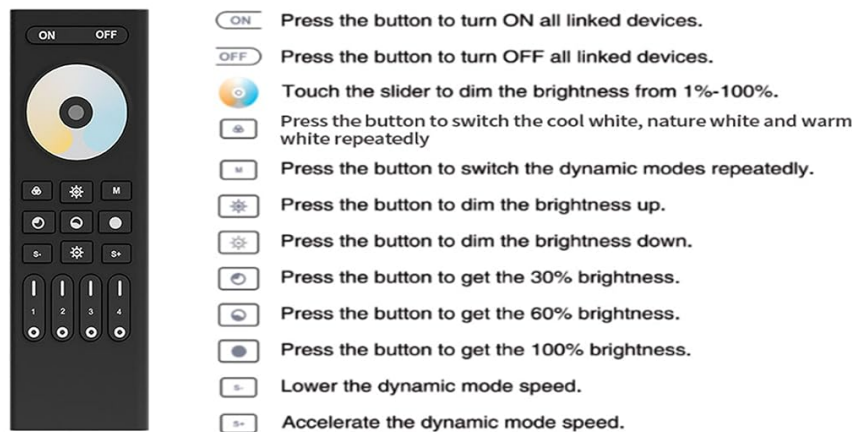 ON OFF
M
S- S+
1 2 3 4
ON Press the button to turn ON all linked devices.
OFF Press the button to turn OFF all linked devices.
Touch the slider to dim the brightness from 1%-100%.
Press the button to switch the cool white, nature white and warm
white repeatedly
M Press the button to switch the dynamic modes repeatedly.
Press the button to dim the brightness up.
Press the button to dim the brightness down.
Press the button to get the 30% brightness.
Press the button to get the 60% brightness.
Press the button to get the 100% brightness.
S- Lower the dynamic mode speed.
S+ Accelerate the dynamic mode speed.